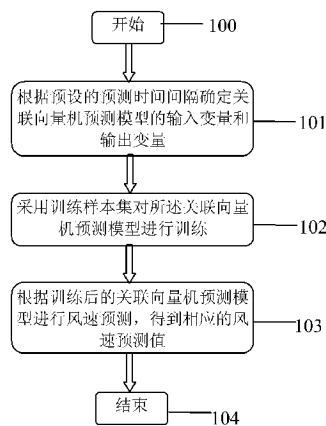 开始
100
根据预设的预测时间间隔确定关
联向量机预测模型的输入变量和
输出变量
101
采用训练样本集对所述关联向量
机预测模型进行训练
102
根据训练后的关联向量机预测模
型进行风速预测，得到相应的风
速预测值
103
结束
104